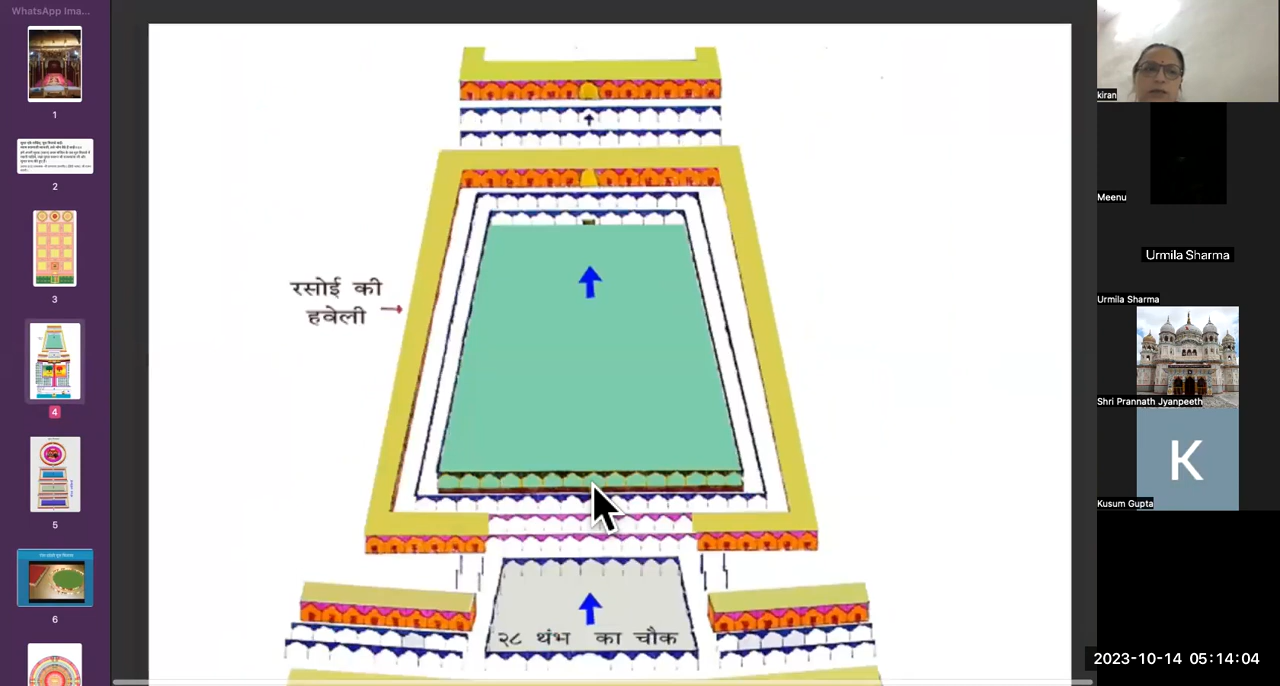 WhatsApp Ima...
1
2
3
4
5
6
रसोई की
हवेली
२८ थंभ का चौक
kiran
Meenu
Urmila Sharma
Urmila Sharma
Shri Prannath Jyanpeeth
K
Kusum Gupta
2023-10-14 05:14:04